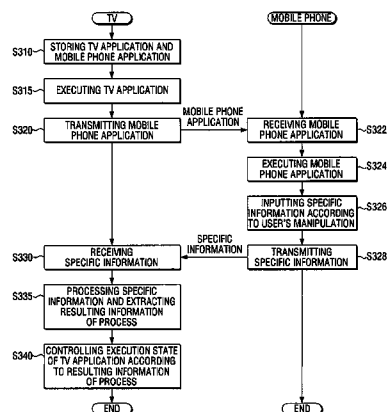 TV
MOBILE PHONE
S310
STORING TV APPLICATION AND
MOBILE PHONE APPLICATION
S315
EXECUTING TV APPLICATION
S320
TRANSMITTING MOBILE
PHONE APPLICATION
MOBILE PHONE
APPLICATION
RECEIVING MOBILE
PHONE APPLICATION
S322
EXECUTING MOBILE
PHONE APPLICATION
S324
INPUTTING SPECIFIC
INFORMATION ACCORDING
TO USER'S MANIPULATION
S326
S330
RECEIVING
SPECIFIC INFORMATION
SPECIFIC
INFORMATION
TRANSMITTING
SPECIFIC INFORMATION
S328
S335
PROCESSING SPECIFIC
INFORMATION AND EXTRACTING
RESULTING INFORMATION
OF PROCESS
S340
CONTROLLING EXECUTION STATE
OF TV APPLICATION ACCORDING
TO RESULTING INFORMATION
OF PROCESS
END
END